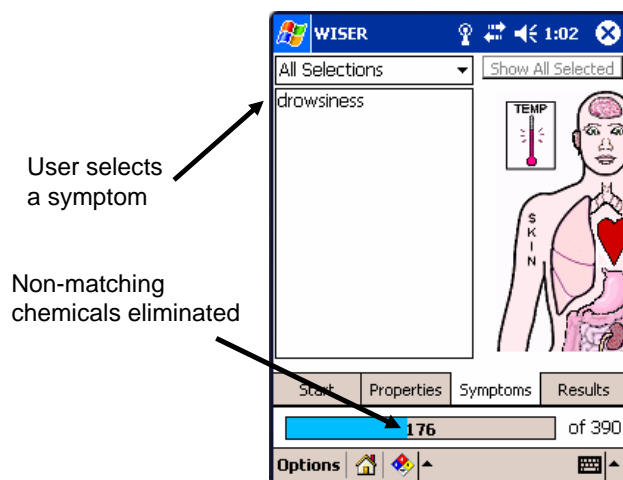 WISER
1:02
All Selections
Show All Selected
drowsiness
TEMP
User selects
a symptom
SKIN
Non-matching
chemicals eliminated
Start
Properties
Symptoms
Results
176
of 390
Options